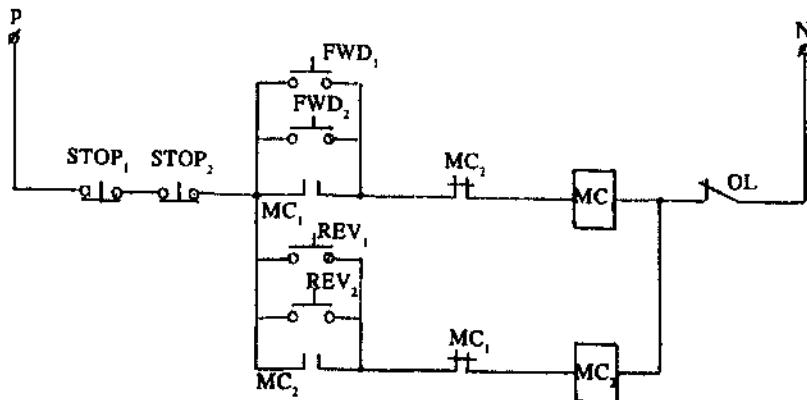 P
N
FWD₁
FWD₂
STOP₁ STOP₂
MC₂
MC
OL
MC₁
REV₁
REV₂
MC₁
MC₂
MC₂